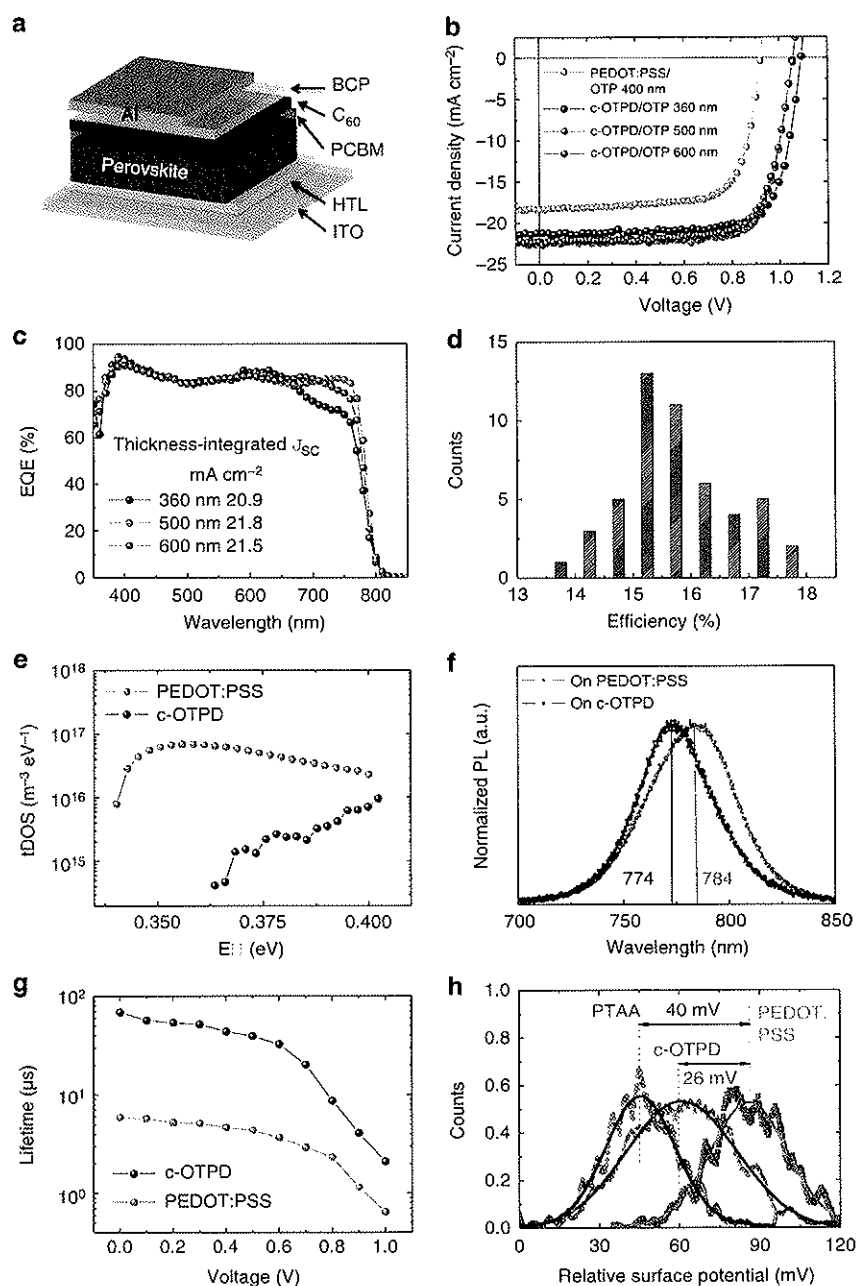 a
BCP
C60
PCBM
HTL
ITO
Al
Perovskite
b
Current density (mA cm−2)
0
−5
−10
−15
−20
−25
PEDOT:PSS/
OTP 400 nm
c-OTPD/OTP 360 nm
c-OTPD/OTP 500 nm
c-OTPD/OTP 600 nm
0.0 0.2 0.4 0.6 0.8 1.0 1.2
Voltage (V)
c
EQE (%)
100
80
60
40
20
0
Thickness-integrated JSC
mA cm−2
360 nm 20.9
500 nm 21.8
600 nm 21.5
400 500 600 700 800
Wavelength (nm)
d
Counts
15
10
5
0
13 14 15 16 17 18
Efficiency (%)
e
tDOS (m−3 eV−1)
1018
1017
1016
1015
PEDOT:PSS
c-OTPD
0.350 0.375 0.400
E (eV)
f
Normalized PL (a.u.)
On PEDOT:PSS
On c-OTPD
774 784
700 750 800 850
Wavelength (nm)
g
Lifetime (μs)
102
101
100
c-OTPD
PEDOT:PSS
0.0 0.2 0.4 0.6 0.8 1.0
Voltage (V)
h
Counts
1.0
0.8
0.6
0.4
0.2
0.0
PTAA 40 mV PEDOT:
PSS
c-OTPD
26 mV
0 30 60 90 120
Relative surface potential (mV)